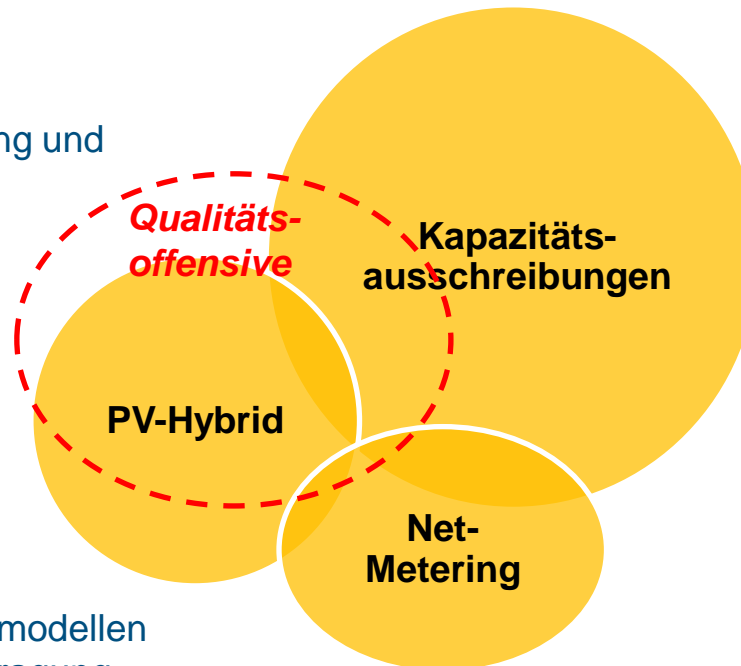 ng und
Qualitäts-
offensive
Kapazitäts-
ausschreibungen
PV-Hybrid
Net-
Metering
modellen